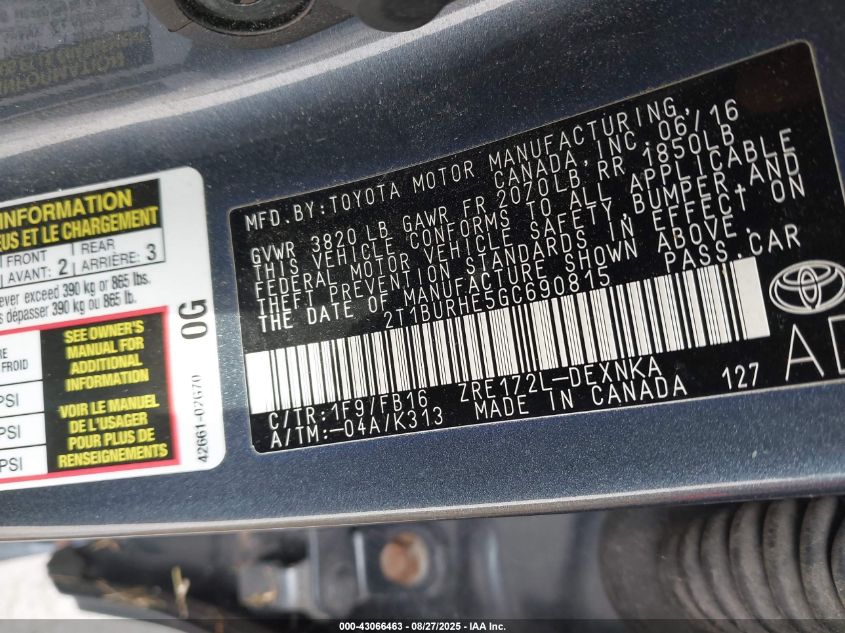 INFORMATION
EUS ET LE CHARGEMENT
FRONT
AVANT: 2
REAR
ARRIÈRE: 3
ever exceed 390 kg or 865 lbs.
dépasser 390 kg ou 865 lb.
SEE OWNER'S
MANUAL FOR
ADDITIONAL
INFORMATION
VOIR LE MANUEL
DE L'USAGER
POUR PLUS DE
RENSEIGNEMENTS
RE
FROID
PSI
PSI
PSI
0G
42661-02G70
MFD.BY:TOYOTA MOTOR MANUFACTURING,
CANADA, INC. 06/16
GVWR 3820 LB GAWR FR 2070LB RR 1850LB
THIS VEHICLE CONFORMS TO ALL APPLICABLE
FEDERAL MOTOR VEHICLE SAFETY, BUMPER AND
THEFT PREVENTION STANDARDS IN EFFECT ON
THE DATE OF MANUFACTURE SHOWN ABOVE.
2T1BURHE5GC690815 PASS.CAR
C/TR:1F9/FB16 ZRE172L-DEXNKA
A/TM:-04A/K313 MADE IN CANADA 127
000-43066463 - 08/27/2025 - IAA Inc.